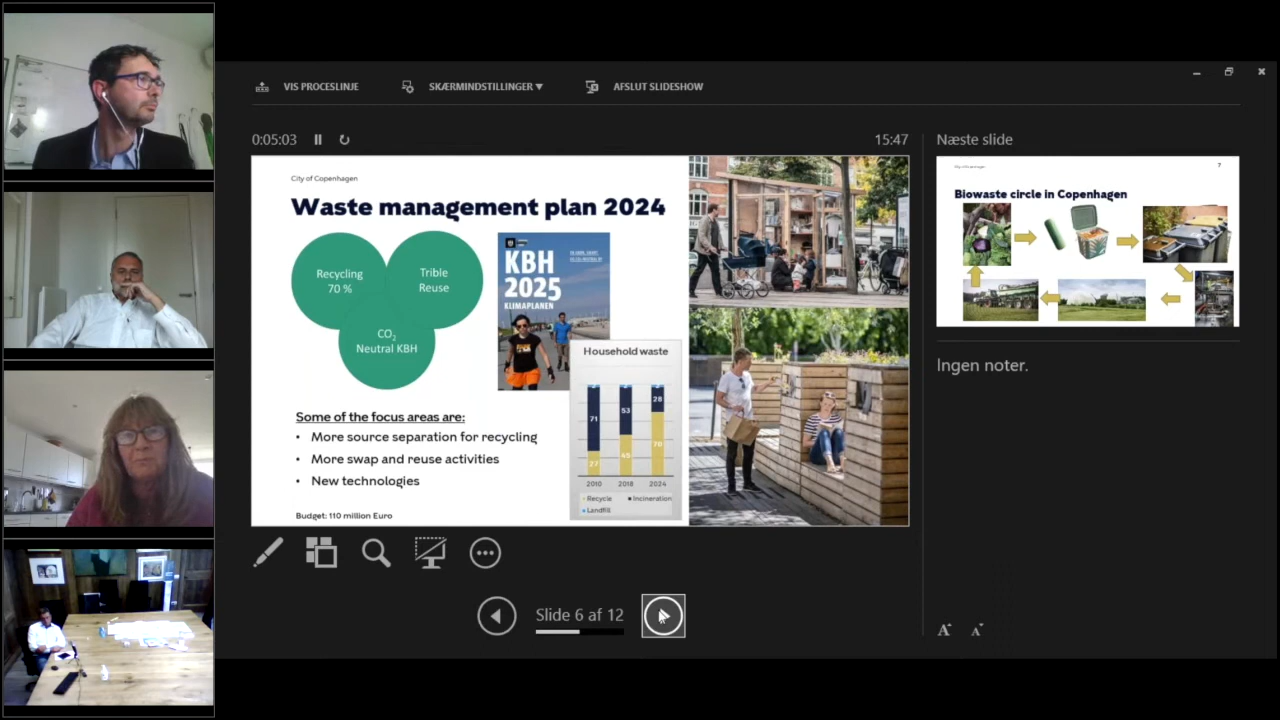 VIS PROCESLINJE
SKÆRMINDSTILLINGER
AFSLUT SLIDESHOW
0:05:03
15:47
City of Copenhagen
Waste management plan 2024
Recycling
70 %
Trible
Reuse
CO2
Neutral KBH
KBH
2025
KLIMAPLANEN
Household waste
71
53
28
27
45
70
2010 2018 2024
Recycle Incineration
Landfill
Some of the focus areas are:
• More source separation for recycling
• More swap and reuse activities
• New technologies
Budget: 110 million Euro
Næste slide
7
Biowaste circle in Copenhagen
Ingen noter.
Slide 6 af 12
A A